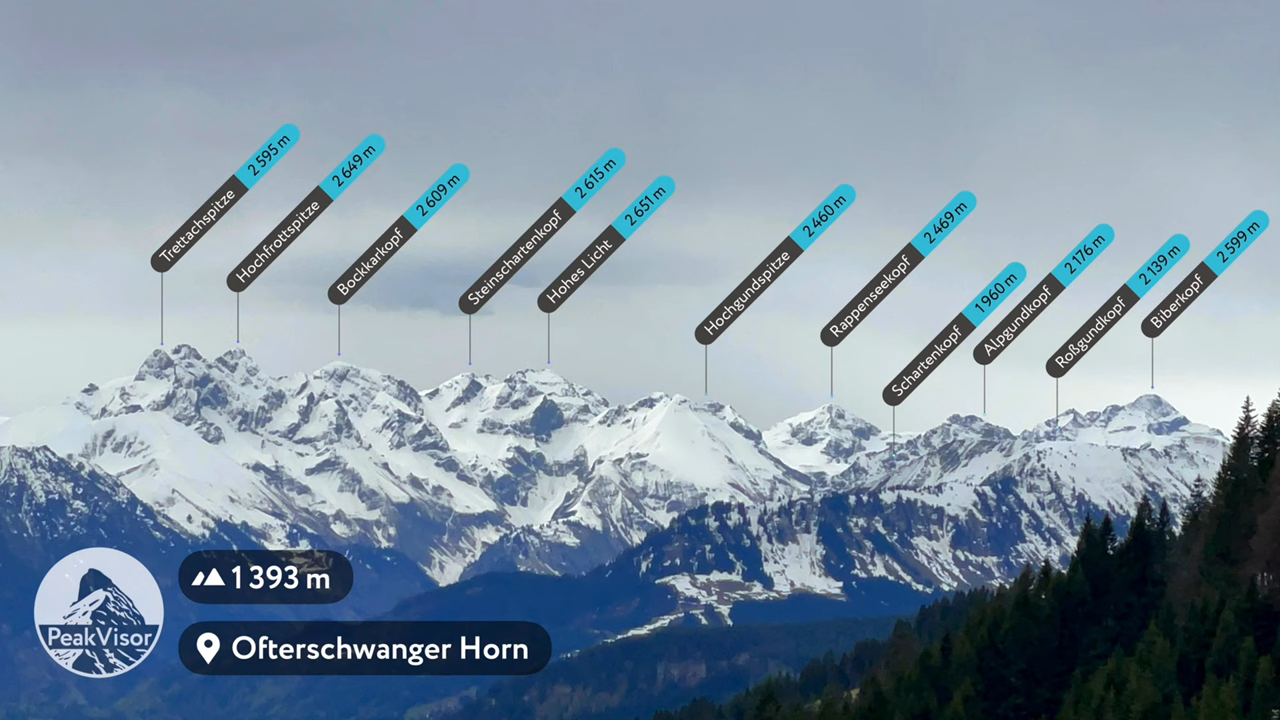 Trettachspitze 2 595 m
Hochfrottspitze 2 649 m
Bockkarkopf 2 609 m
Steinschartenkopf 2 615 m
Hohes Licht 2 651 m
Hochgundspitze 2 460 m
Rappenseekopf 2 469 m
Schartenkopf 1 960 m
Alpgundkopf 2 176 m
Roßgundkopf 2 139 m
Biberkopf 2 599 m
1 393 m
PeakVisor
Ofterschwanger Horn